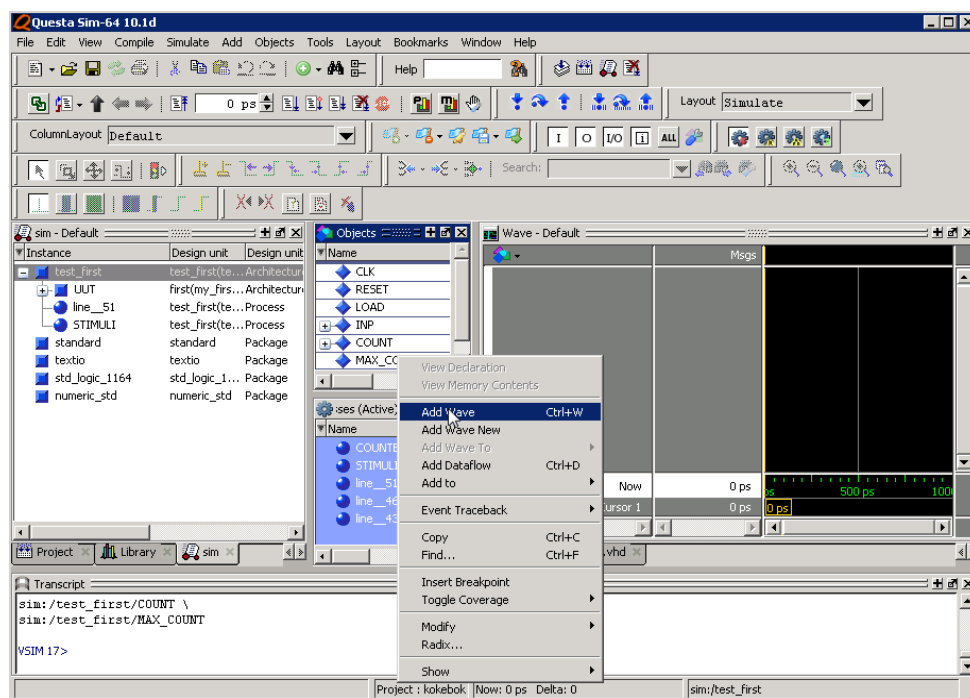 Questa Sim-64 10.1d
File Edit View Compile Simulate Add Objects Tools Layout Bookmarks Window Help
Help
0 ps
Layout Simulate
ColumnLayout Default
I O I/O i ALL
Search:
sim - Default
Instance Design unit Design unit
test_first test_first(te... Architectur
UUT first(my_firs... Architectur
line__51 test_first(te... Process
STIMULI test_first(te... Process
standard standard Package
textio textio Package
std_logic_1164 std_logic_1... Package
numeric_std numeric_std Package
Project Library sim
Objects
Name
CLK
RESET
LOAD
INP
COUNT
MAX_CO
sses (Active)
Name
COUNTE
STIMULI
line__51
line__46
line__43
View Declaration
View Memory Contents
Add Wave Ctrl+W
Add Wave New
Add Wave To
Add Dataflow Ctrl+D
Add to
Event Traceback
Copy Ctrl+C
Find... Ctrl+F
Insert Breakpoint
Toggle Coverage
Modify
Radix...
Show
Wave - Default
Msgs
Now 0 ps
ps 500 ps 100
ursor 1 0 ps 0 ps
.vhd
Transcript
sim:/test_first/COUNT \
sim:/test_first/MAX_COUNT
VSIM 17>
Project : kokebok Now: 0 ps Delta: 0 sim:/test_first